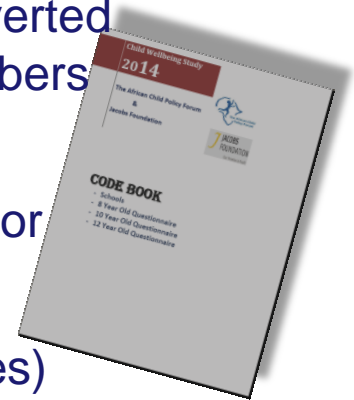 verted
bers
or
es)
Child Wellbeing Study
2014
The African Child Policy Forum
&
Jacobs Foundation
JACOBS
FOUNDATION
CODE BOOK
- Schools
- 8 Year Old Questionnaire
- 10 Year Old Questionnaire
- 12 Year Old Questionnaire